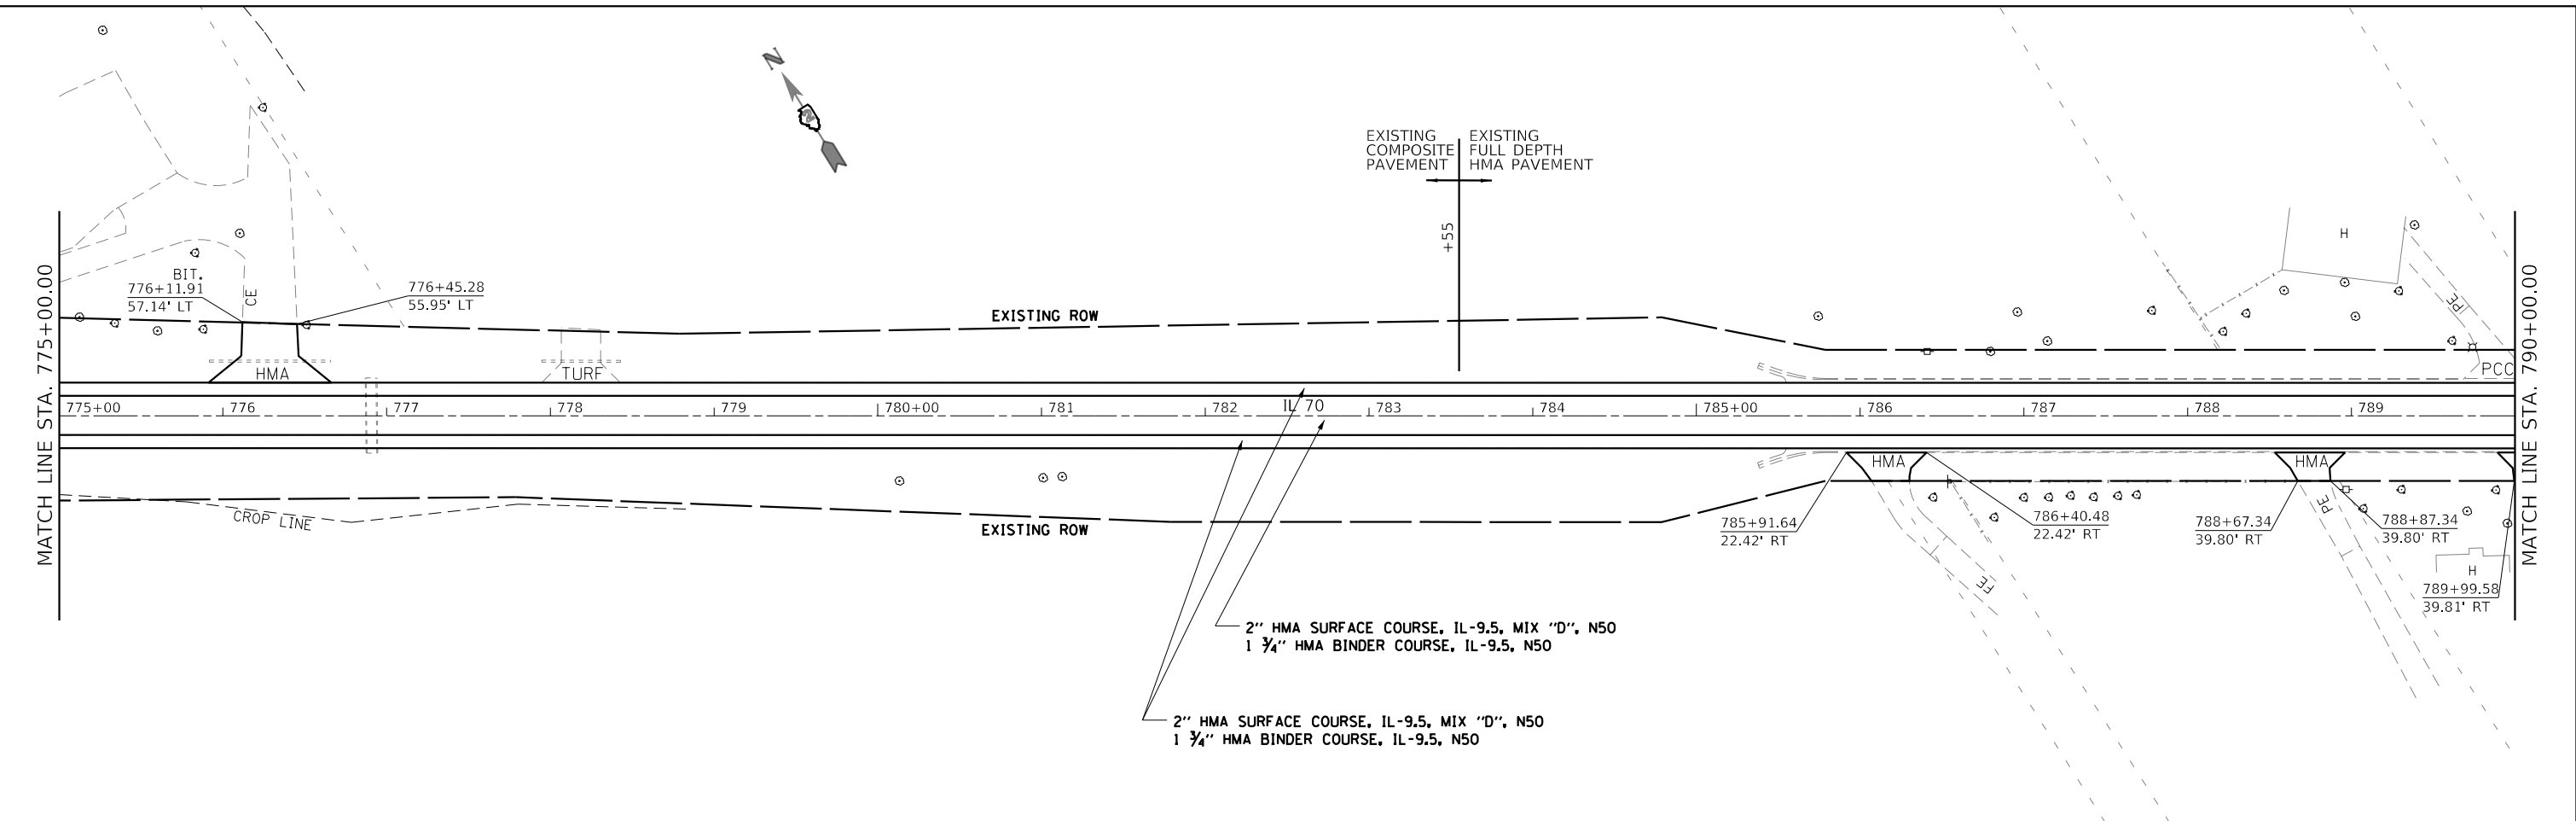 N
EXISTING
COMPOSITE
PAVEMENT
EXISTING
FULL DEPTH
HMA PAVEMENT
+55
H
MATCH LINE STA. 775+00.00
BIT.
776+11.91
57.14' LT
CE
776+45.28
55.95' LT
EXISTING ROW
PE
MATCH LINE STA. 790+00.00
HMA
TURF
PCC
775+00
776
777
778
779
780+00
781
782
IL 70
783
784
785+00
786
787
788
789
HMA
HMA
CROP LINE
EXISTING ROW
785+91.64
22.42' RT
786+40.48
22.42' RT
788+67.34
39.80' RT
PE
788+87.34
39.80' RT
FE
H
789+99.58
39.81' RT
2" HMA SURFACE COURSE, IL-9.5, MIX "D", N50
1 ¾" HMA BINDER COURSE, IL-9.5, N50
2" HMA SURFACE COURSE, IL-9.5, MIX "D", N50
1 ¾" HMA BINDER COURSE, IL-9.5, N50